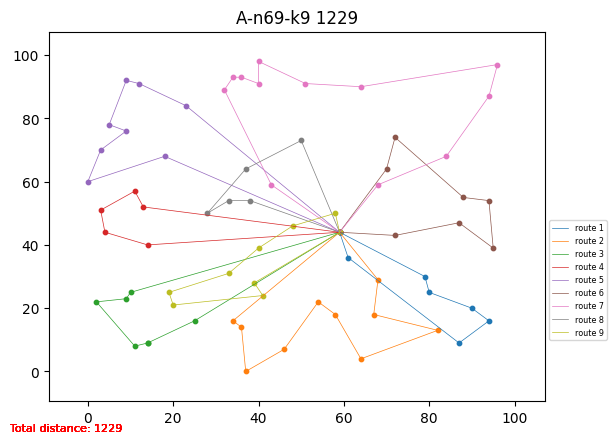 A-n69-k9 1229
100
80
60
40
20
0
0 20 40 60 80 100
route 1
route 2
route 3
route 4
route 5
route 6
route 7
route 8
route 9
Total distance: 1229